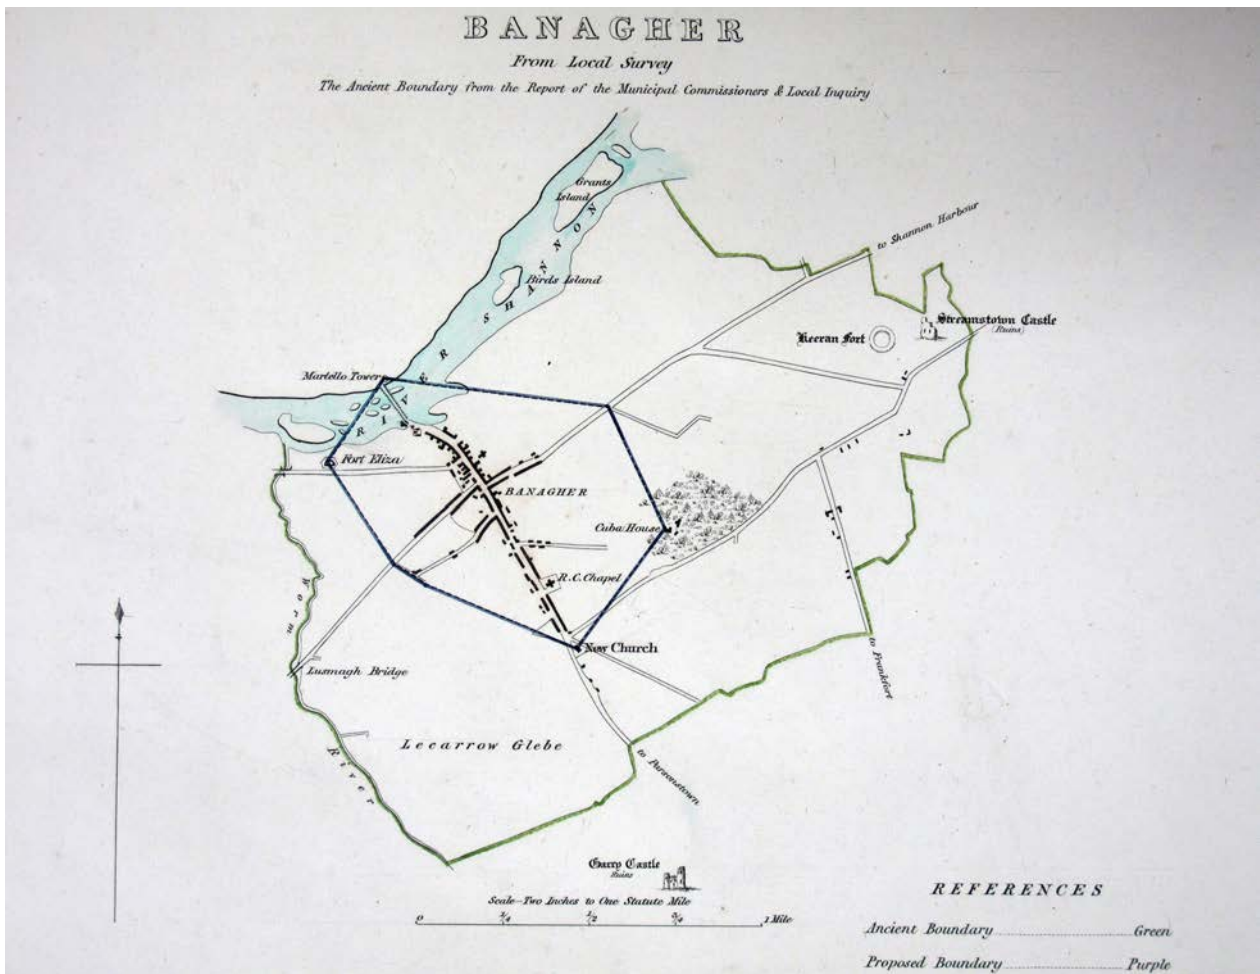 BANAGHER
From Local Survey
The Ancient Boundary from the Report of the Municipal Commissioners & Local Inquiry
Grants
Island
to Shannon Harbour
Birds Island
RIVER SHANNON
Streamstown Castle
(Ruins)
Keeran Fort
Martello Tower
Fort Eliza
BANAGHER
Cuba House
R.C. Chapel
New Church
Worm River
Lusmagh Bridge
to Frankfort
Lecarrow Glebe
to Parsonstown
Garry Castle
Ruins
Scale—Two Inches to One Statute Mile
0 1/4 1/2 3/4 1 Mile
REFERENCES
Ancient Boundary Green
Proposed Boundary Purple